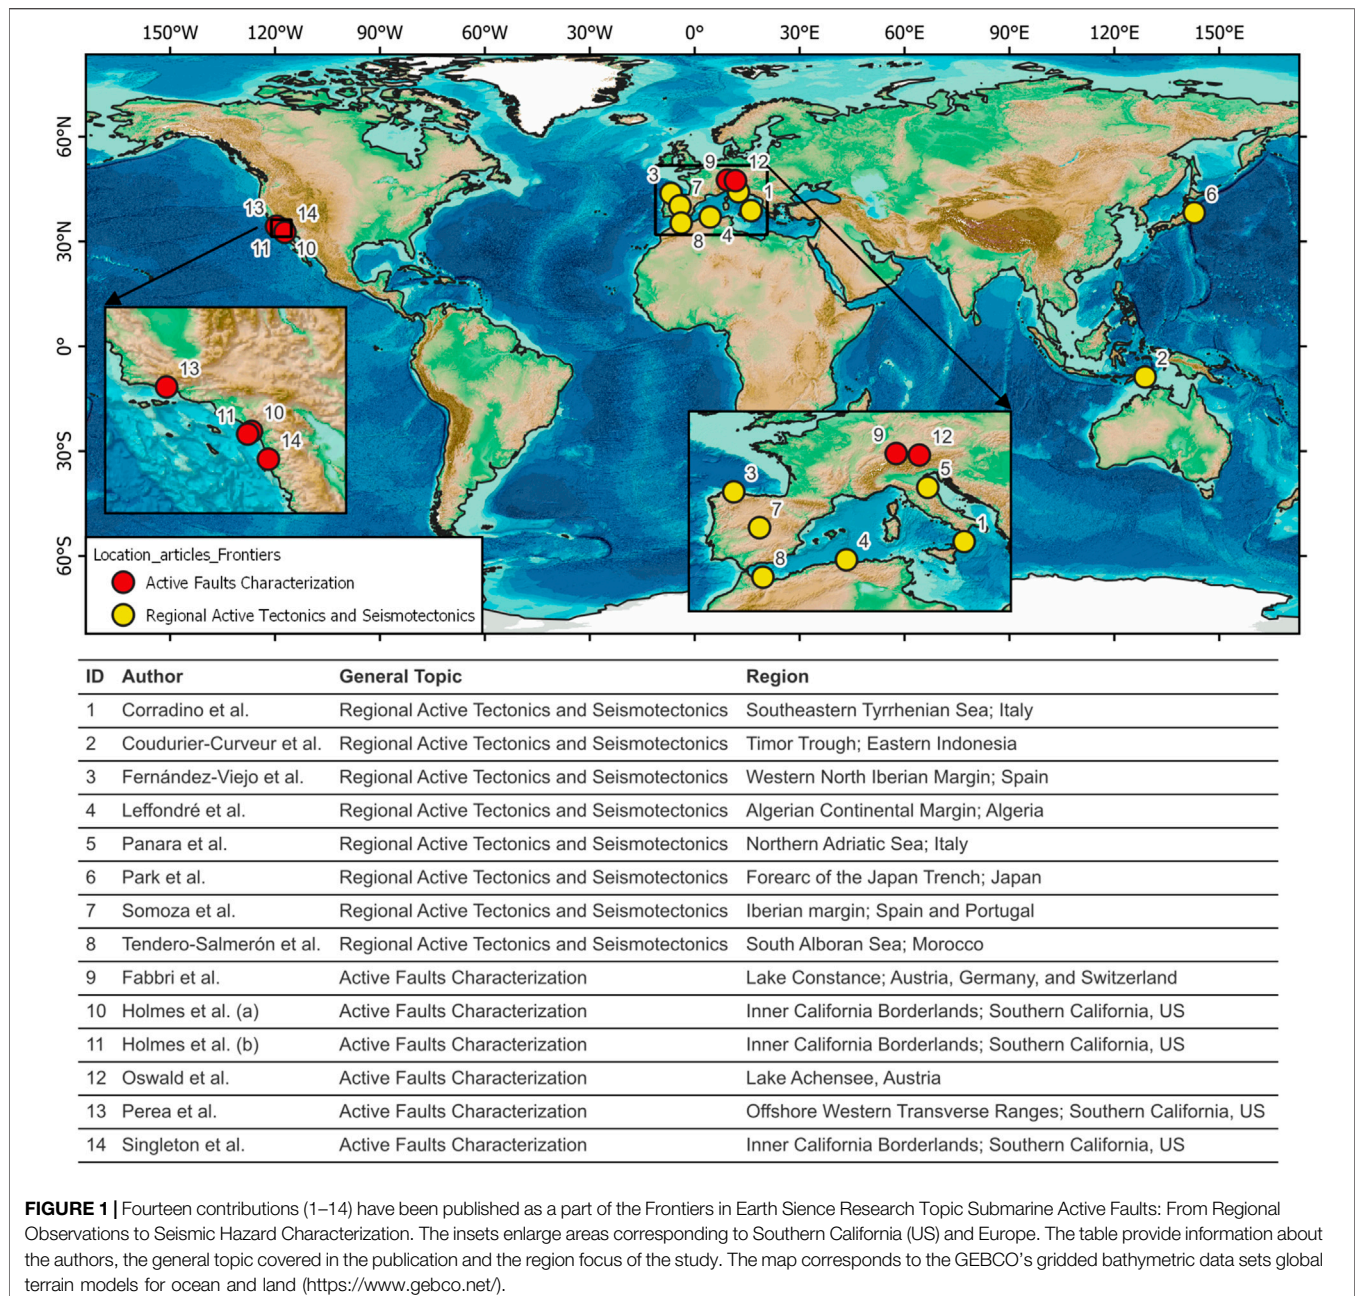 150°W 120°W 90°W 60°W 30°W 0° 30°E 60°E 90°E 120°E 150°E
60°N
30°N
0°
30°S
60°S
9 12
3 7 1
6
13 14
11 10
8 4
2
13
11 10
14
9 12
5
3
7
1
4
8
Location_articles_Frontiers
Active Faults Characterization
Regional Active Tectonics and Seismotectonics
ID Author General Topic Region
1 Corradino et al. Regional Active Tectonics and Seismotectonics Southeastern Tyrrhenian Sea; Italy
2 Coudurier-Curveur et al. Regional Active Tectonics and Seismotectonics Timor Trough; Eastern Indonesia
3 Fernández-Viejo et al. Regional Active Tectonics and Seismotectonics Western North Iberian Margin; Spain
4 Leffondré et al. Regional Active Tectonics and Seismotectonics Algerian Continental Margin; Algeria
5 Panara et al. Regional Active Tectonics and Seismotectonics Northern Adriatic Sea; Italy
6 Park et al. Regional Active Tectonics and Seismotectonics Forearc of the Japan Trench; Japan
7 Somoza et al. Regional Active Tectonics and Seismotectonics Iberian margin; Spain and Portugal
8 Tendero-Salmerón et al. Regional Active Tectonics and Seismotectonics South Alboran Sea; Morocco
9 Fabbri et al. Active Faults Characterization Lake Constance; Austria, Germany, and Switzerland
10 Holmes et al. (a) Active Faults Characterization Inner California Borderlands; Southern California, US
11 Holmes et al. (b) Active Faults Characterization Inner California Borderlands; Southern California, US
12 Oswald et al. Active Faults Characterization Lake Achensee, Austria
13 Perea et al. Active Faults Characterization Offshore Western Transverse Ranges; Southern California, US
14 Singleton et al. Active Faults Characterization Inner California Borderlands; Southern California, US
FIGURE 1 | Fourteen contributions (1–14) have been published as a part of the Frontiers in Earth Sience Research Topic Submarine Active Faults: From Regional
Observations to Seismic Hazard Characterization. The insets enlarge areas corresponding to Southern California (US) and Europe. The table provide information about
the authors, the general topic covered in the publication and the region focus of the study. The map corresponds to the GEBCO's gridded bathymetric data sets global
terrain models for ocean and land (https://www.gebco.net/).